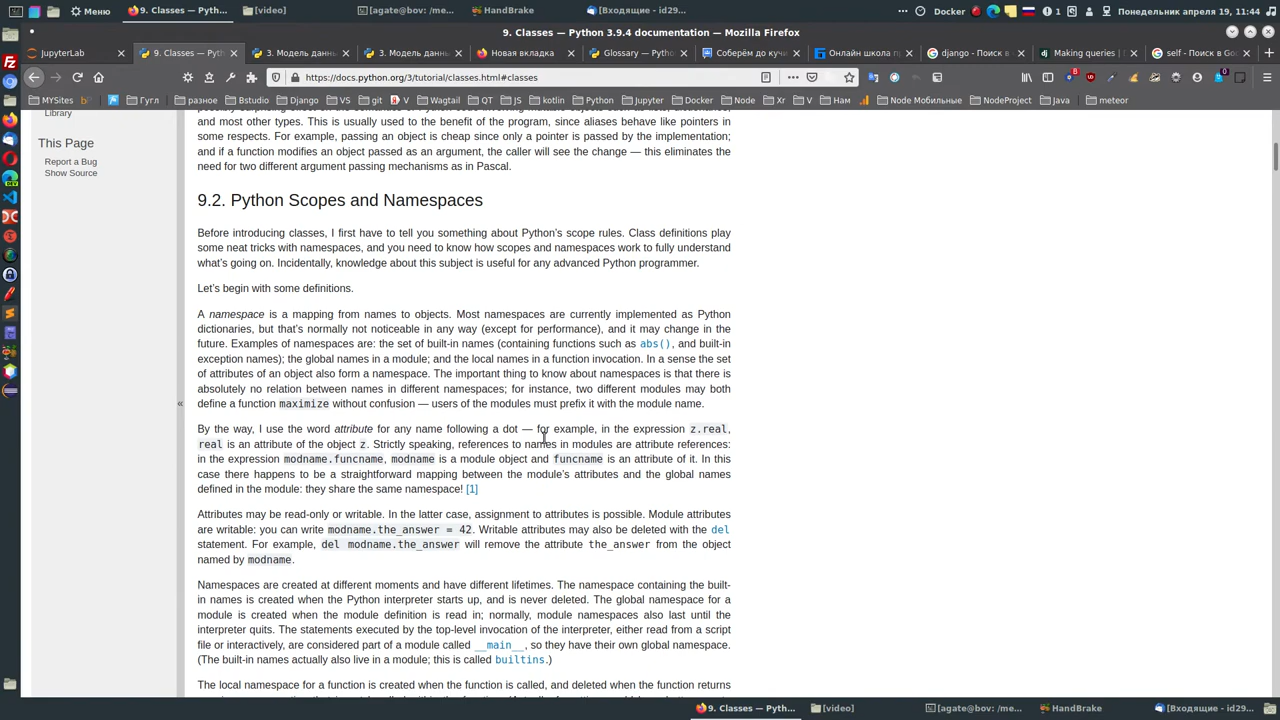 Меню
9. Classes — Pyth...
[video]
[agate@bov: /me...
HandBrake
[Входящие - id29...
Docker
1
Понедельник апреля 19, 11:44
9. Classes — Python 3.9.4 documentation — Mozilla Firefox
JupyterLab
9. Classes — Pyth
3. Модель данн
3. Модель данн
Новая вкладка
Glossary — Pytho
Соберём до кучи
Онлайн школа п
django - Поиск в
Making queries |
self - Поиск в Go
https://docs.python.org/3/tutorial/classes.html#classes
MYSites
Гугл
разное
Bstudio
Django
VS
git
V
Wagtail
QT
JS
kotlin
Python
Jupyter
Docker
Node
Xr
V
Нам
Node Мобильные
NodeProject
Java
meteor
Library
This Page
Report a Bug
Show Source
and most other types. This is usually used to the benefit of the program, since aliases behave like pointers in
some respects. For example, passing an object is cheap since only a pointer is passed by the implementation;
and if a function modifies an object passed as an argument, the caller will see the change — this eliminates the
need for two different argument passing mechanisms as in Pascal.
9.2. Python Scopes and Namespaces
Before introducing classes, I first have to tell you something about Python's scope rules. Class definitions play
some neat tricks with namespaces, and you need to know how scopes and namespaces work to fully understand
what's going on. Incidentally, knowledge about this subject is useful for any advanced Python programmer.
Let's begin with some definitions.
A namespace is a mapping from names to objects. Most namespaces are currently implemented as Python
dictionaries, but that's normally not noticeable in any way (except for performance), and it may change in the
future. Examples of namespaces are: the set of built-in names (containing functions such as abs(), and built-in
exception names); the global names in a module; and the local names in a function invocation. In a sense the set
of attributes of an object also form a namespace. The important thing to know about namespaces is that there is
absolutely no relation between names in different namespaces; for instance, two different modules may both
define a function maximize without confusion — users of the modules must prefix it with the module name.
By the way, I use the word attribute for any name following a dot — for example, in the expression z.real,
real is an attribute of the object z. Strictly speaking, references to names in modules are attribute references:
in the expression modname.funcname, modname is a module object and funcname is an attribute of it. In this
case there happens to be a straightforward mapping between the module's attributes and the global names
defined in the module: they share the same namespace! [1]
Attributes may be read-only or writable. In the latter case, assignment to attributes is possible. Module attributes
are writable: you can write modname.the_answer = 42. Writable attributes may also be deleted with the del
statement. For example, del modname.the_answer will remove the attribute the_answer from the object
named by modname.
Namespaces are created at different moments and have different lifetimes. The namespace containing the built-
in names is created when the Python interpreter starts up, and is never deleted. The global namespace for a
module is created when the module definition is read in; normally, module namespaces also last until the
interpreter quits. The statements executed by the top-level invocation of the interpreter, either read from a script
file or interactively, are considered part of a module called __main__, so they have their own global namespace.
(The built-in names actually also live in a module; this is called builtins.)
The local namespace for a function is created when the function is called, and deleted when the function returns
9. Classes — Pyth...
[video]
[agate@bov: /me...
HandBrake
[Входящие - id29...